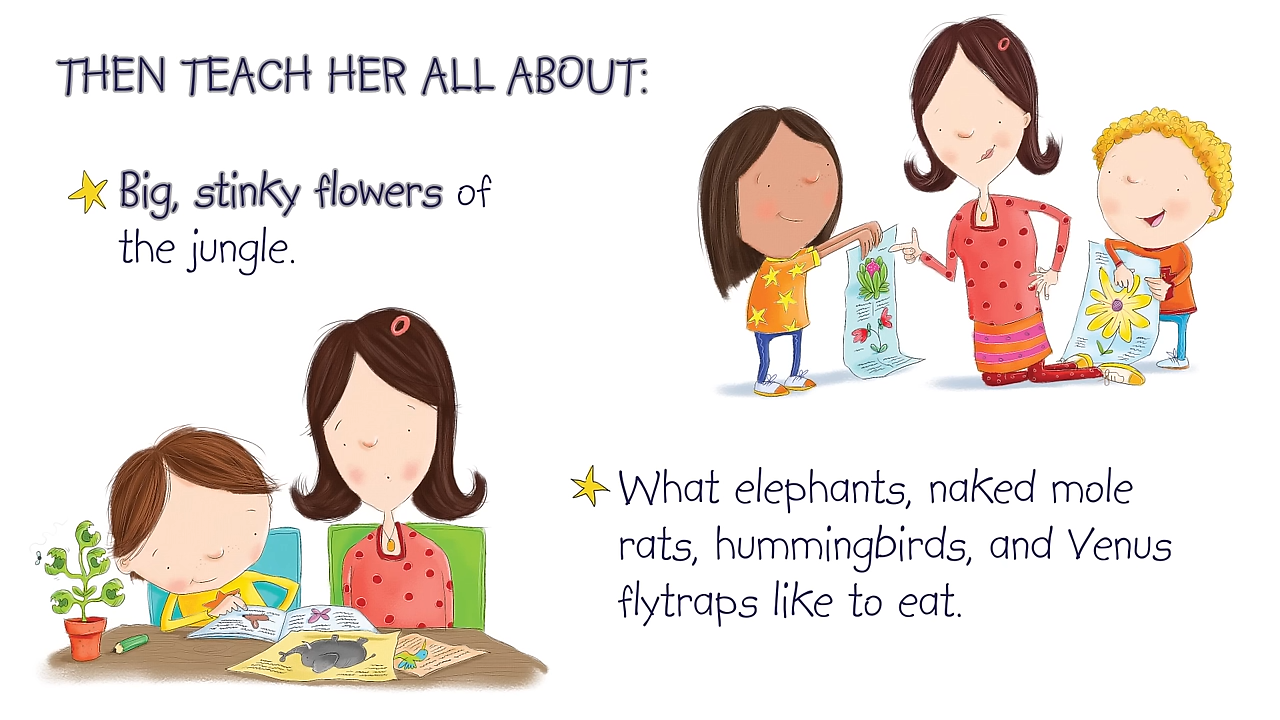 THEN TEACH HER ALL ABOUT:
Big, stinky flowers of
the jungle.
What elephants, naked mole
rats, hummingbirds, and Venus
flytraps like to eat.